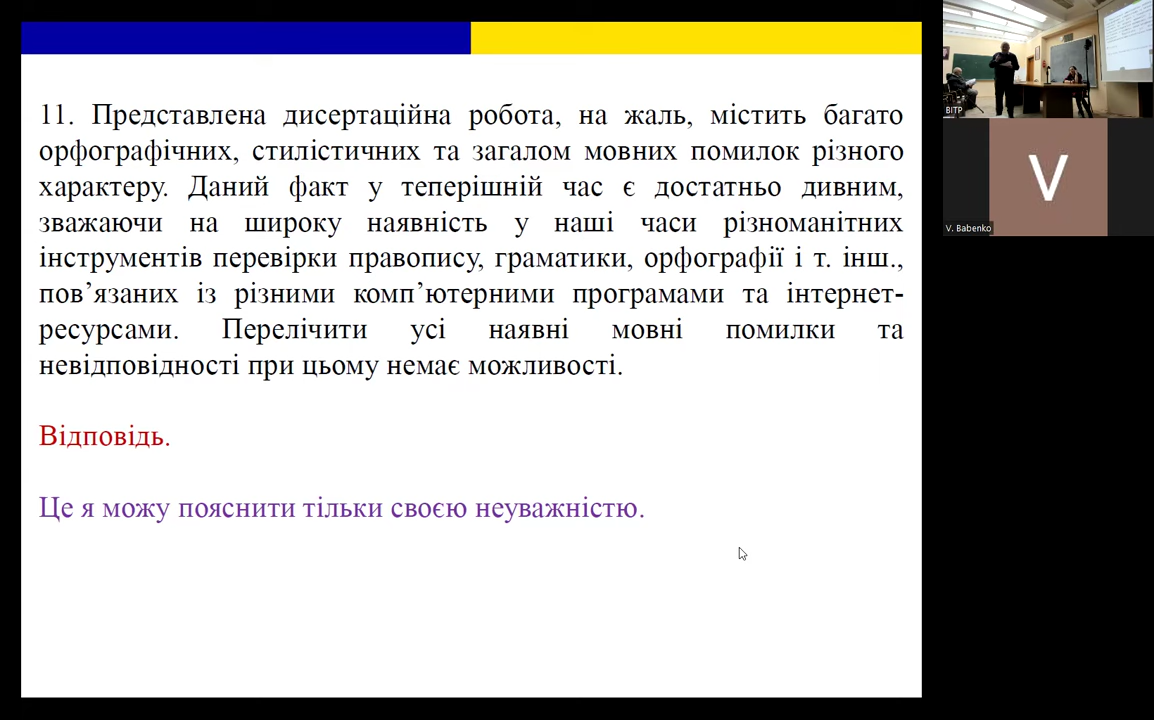 11. Представлена дисертаційна робота, на жаль, містить багато
орфографічних, стилістичних та загалом мовних помилок різного
характеру. Даний факт у теперішній час є достатньо дивним,
зважаючи на широку наявність у наші часи різноманітних
інструментів перевірки правопису, граматики, орфографії і т. інш.,
пов’язаних із різними комп’ютерними програмами та інтернет-
ресурсами. Перелічити усі наявні мовні помилки та
невідповідності при цьому немає можливості.
Відповідь.
Це я можу пояснити тільки своєю неуважністю.
ВІТР
V
V. Babenko